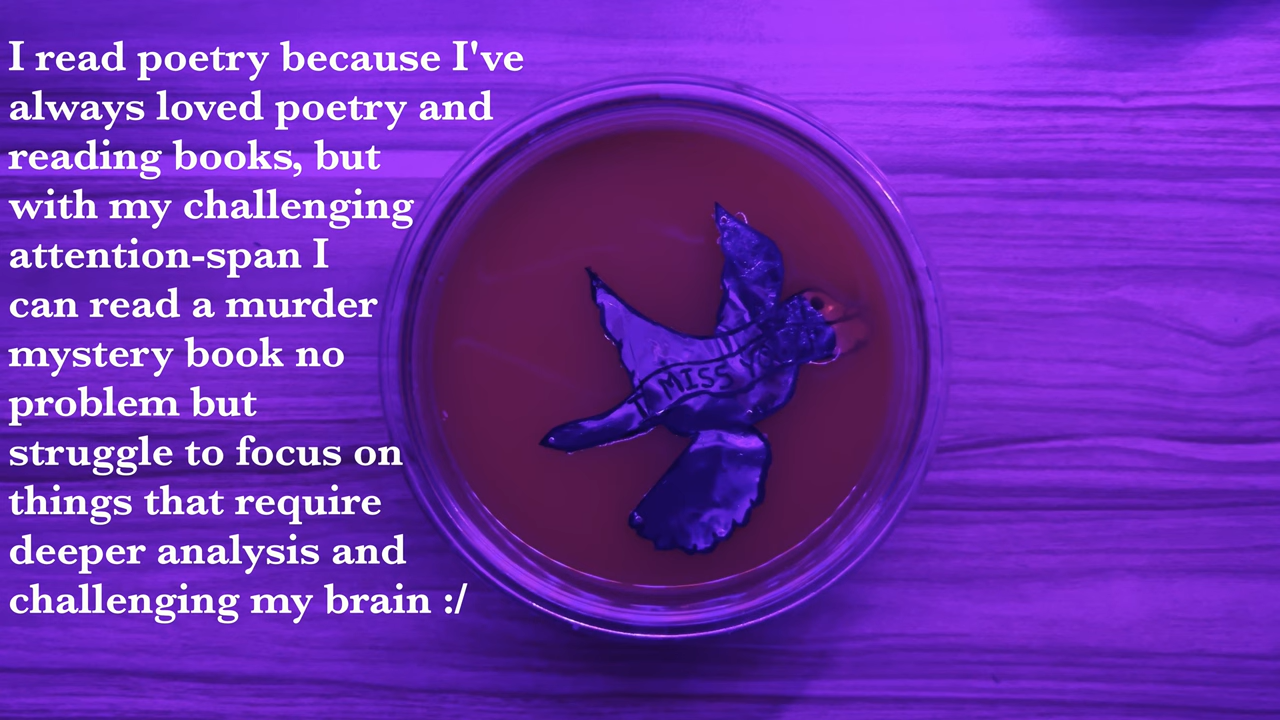 I read poetry because I've
always loved poetry and
reading books, but
with my challenging
attention-span I
can read a murder
mystery book no
problem but
struggle to focus on
things that require
deeper analysis and
challenging my brain :/
I MISS